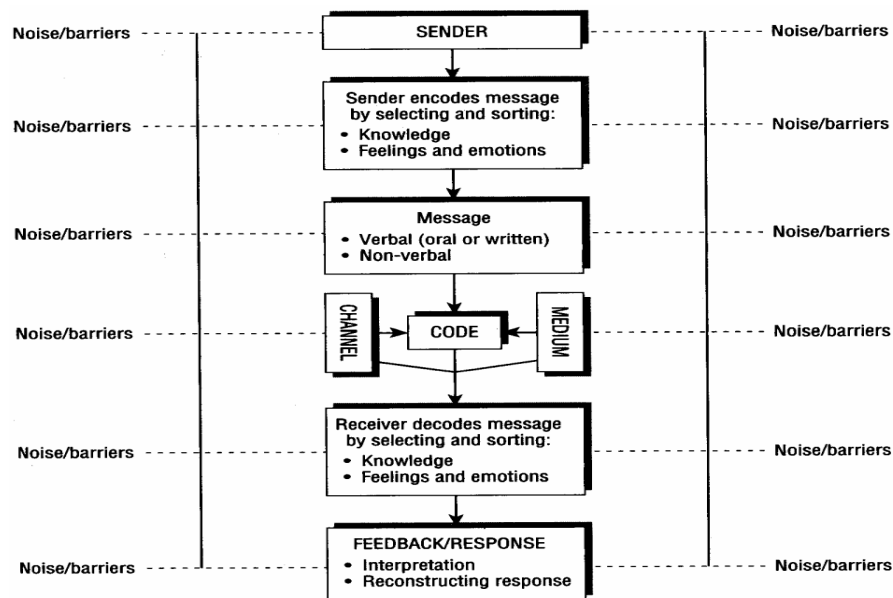 Noise/barriers
SENDER
Noise/barriers
Noise/barriers
Sender encodes message
by selecting and sorting:
• Knowledge
• Feelings and emotions
Noise/barriers
Noise/barriers
Message
• Verbal (oral or written)
• Non-verbal
Noise/barriers
Noise/barriers
CHANNEL
CODE
MEDIUM
Noise/barriers
Noise/barriers
Receiver decodes message
by selecting and sorting:
• Knowledge
• Feelings and emotions
Noise/barriers
Noise/barriers
FEEDBACK/RESPONSE
• Interpretation
• Reconstructing response
Noise/barriers